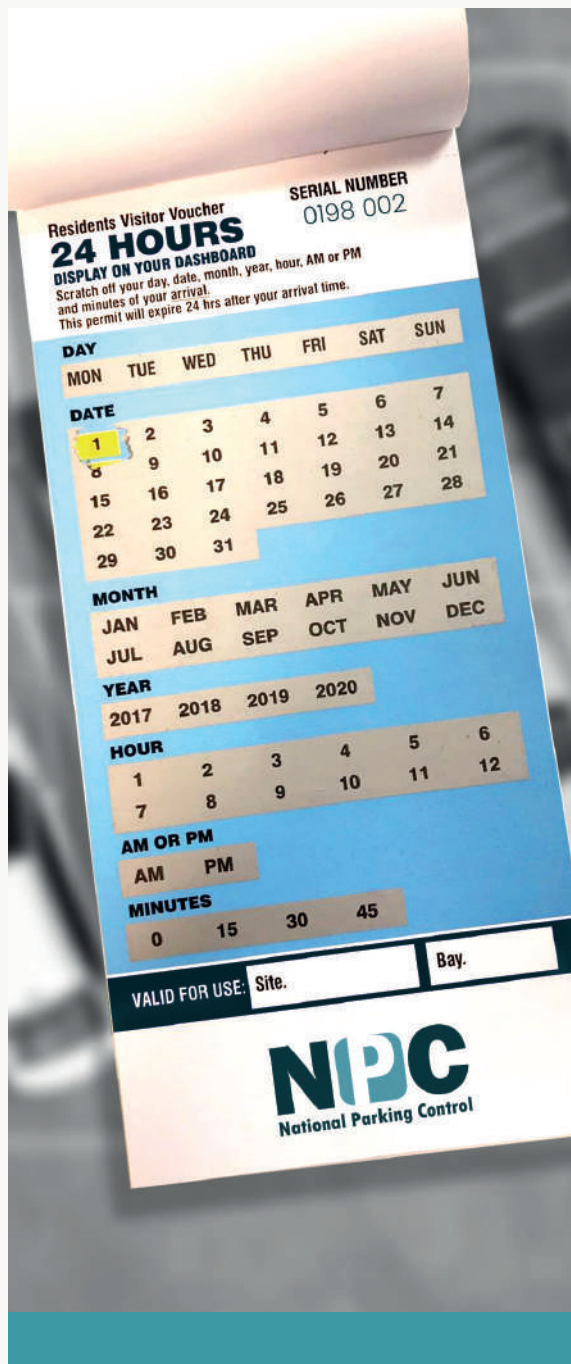 Residents Visitor Voucher
SERIAL NUMBER
24 HOURS
0198 002
DISPLAY ON YOUR DASHBOARD
Scratch off your day, date, month, year, hour, AM or PM
and minutes of your arrival.
This permit will expire 24 hrs after your arrival time.
DAY
MON TUE WED THU FRI SAT SUN
DATE
1 2 3 4 5 6 7
8 9 10 11 12 13 14
15 16 17 18 19 20 21
22 23 24 25 26 27 28
29 30 31
MONTH
JAN FEB MAR APR MAY JUN
JUL AUG SEP OCT NOV DEC
YEAR
2017 2018 2019 2020
HOUR
1 2 3 4 5 6
7 8 9 10 11 12
AM OR PM
AM PM
MINUTES
0 15 30 45
VALID FOR USE: Site. Bay.
NPC
National Parking Control